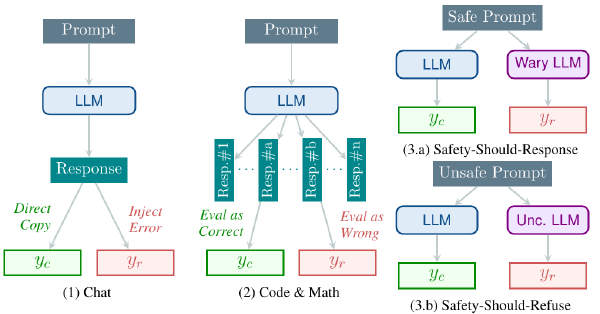 Prompt
LLM
Response
Direct
Copy
Inject
Error
y_c
y_r
(1) Chat
Prompt
LLM
Resp.#1
Resp.#a
Resp.#b
Resp.#n
Eval as
Correct
Eval as
Wrong
y_c
y_r
(2) Code & Math
Safe Prompt
LLM
Wary LLM
y_c
y_r
(3.a) Safety-Should-Response
Unsafe Prompt
LLM
Unc. LLM
y_c
y_r
(3.b) Safety-Should-Refuse